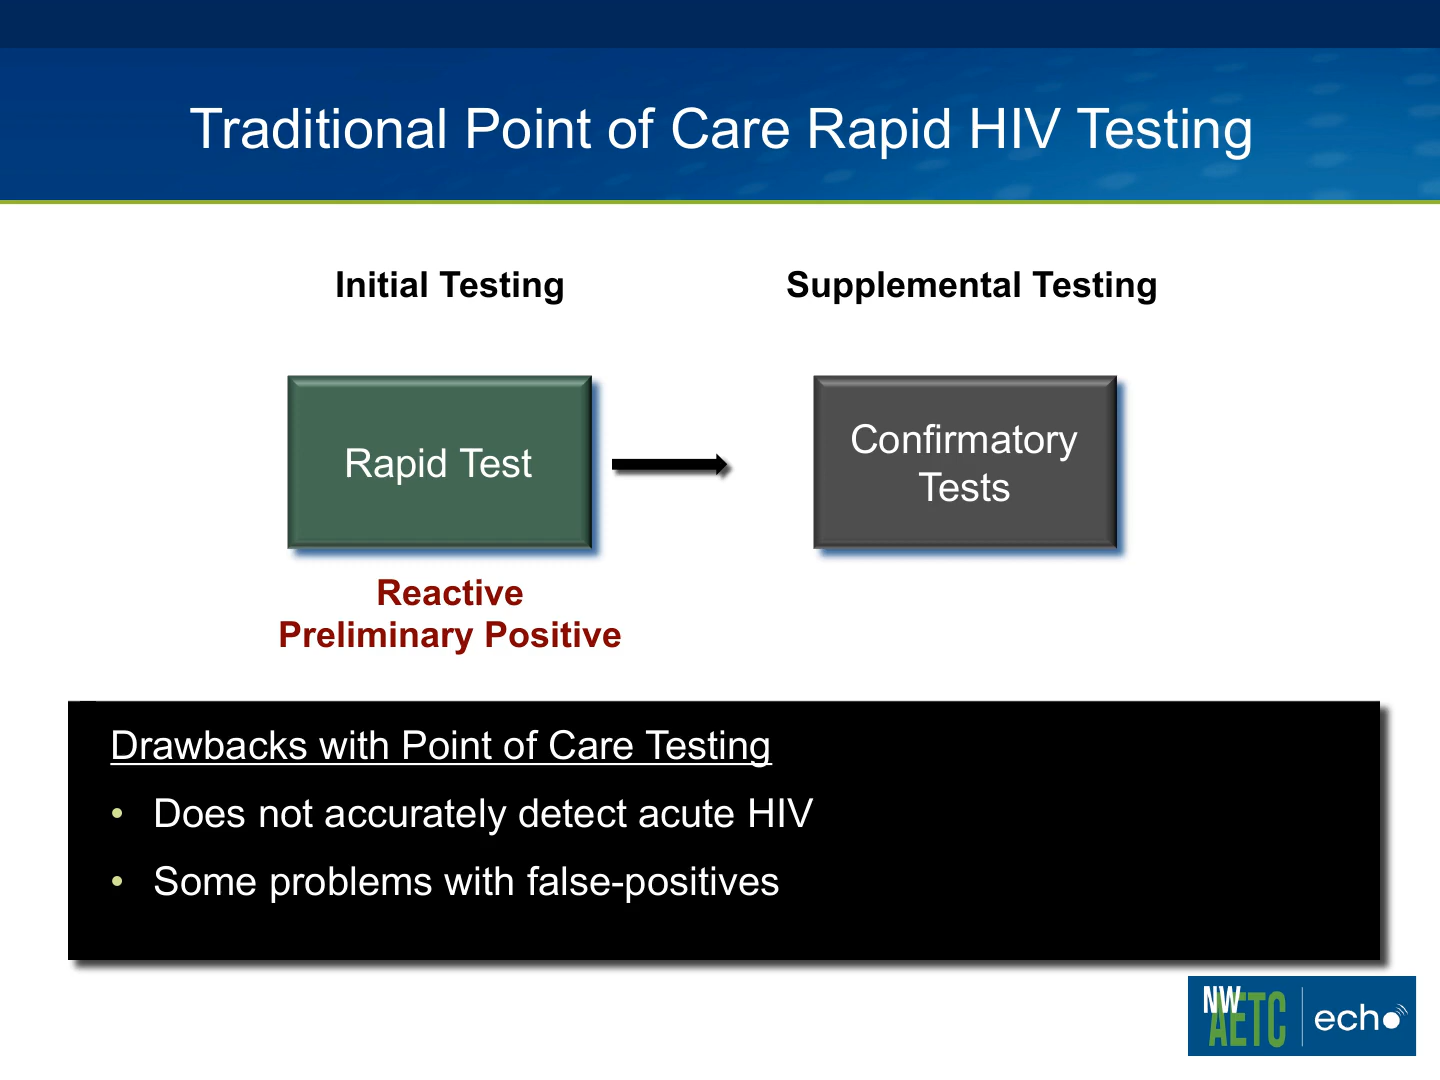 Traditional Point of Care Rapid HIV Testing
Initial Testing
Supplemental Testing
Rapid Test
Confirmatory
Tests
Reactive
Preliminary Positive
Drawbacks with Point of Care Testing
• Does not accurately detect acute HIV
• Some problems with false-positives
NW
AETC
echo